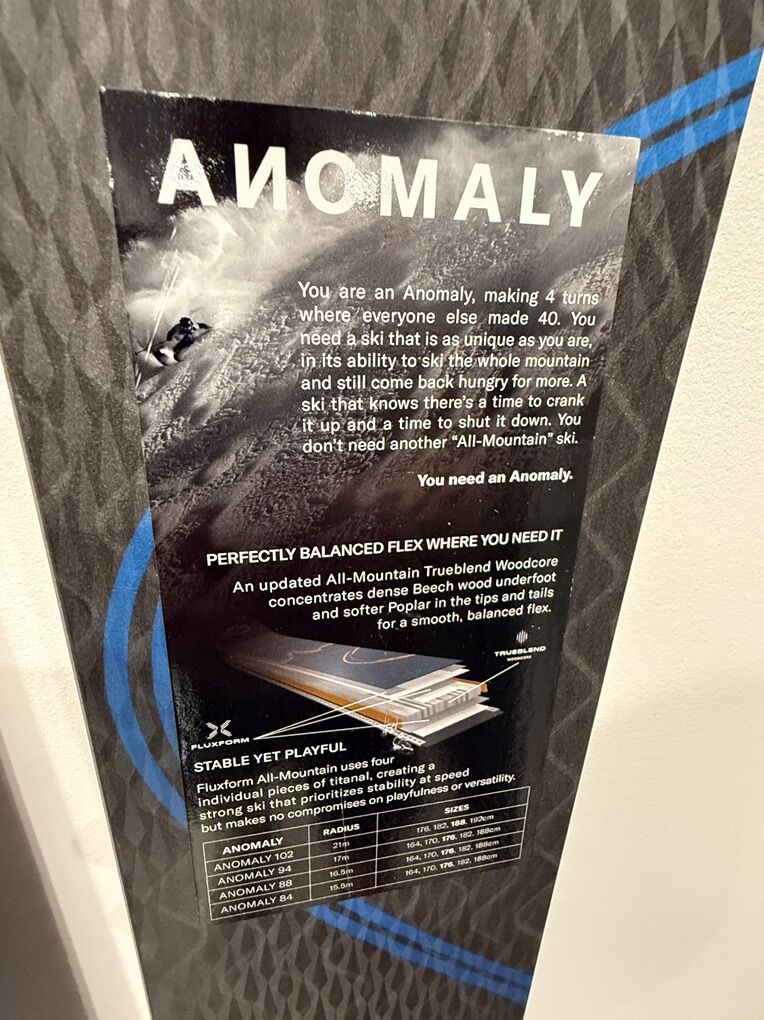 AИOMALY
You are an Anomaly, making 4 turns
where everyone else made 40. You
need a ski that is as unique as you are,
in its ability to ski the whole mountain
and still come back hungry for more. A
ski that knows there's a time to crank
it up and a time to shut it down. You
don't need another “All-Mountain” ski.
You need an Anomaly.
PERFECTLY BALANCED FLEX WHERE YOU NEED IT
An updated All-Mountain Trueblend Woodcore
concentrates dense Beech wood underfoot
and softer Poplar in the tips and tails
for a smooth, balanced flex.
TRUEBLEND
WOODCORE
FLUXFORM
STABLE YET PLAYFUL
Fluxform All-Mountain uses four
individual pieces of titanal, creating a
strong ski that prioritizes stability at speed
but makes no compromises on playfulness or versatility.
ANOMALY RADIUS SIZES
ANOMALY 102 21m 176, 182, 188, 192cm
ANOMALY 94 17m 164, 170, 176, 182, 188cm
ANOMALY 88 16.5m 164, 170, 176, 182, 188cm
ANOMALY 84 15.5m 164, 170, 176, 182, 188cm